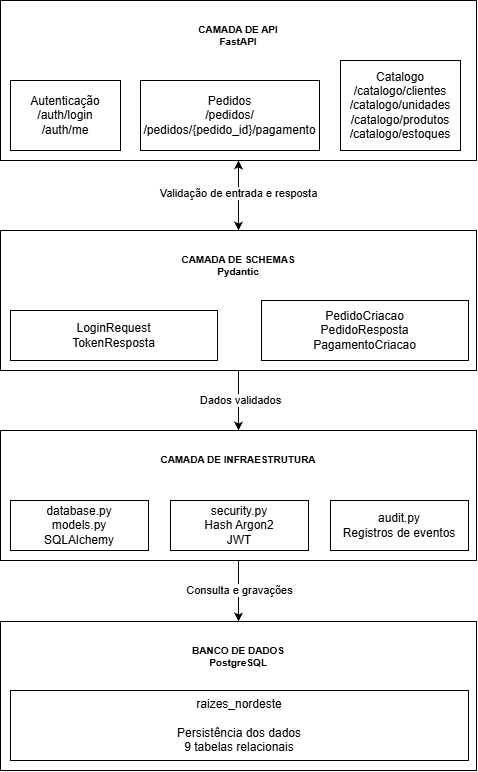 CAMADA DE API
FastAPI
Autenticação
/auth/login
/auth/me
Pedidos
/pedidos/
/pedidos/{pedido_id}/pagamento
Catalogo
/catalogo/clientes
/catalogo/unidades
/catalogo/produtos
/catalogo/estoques
Validação de entrada e resposta
CAMADA DE SCHEMAS
Pydantic
LoginRequest
TokenResposta
PedidoCriacao
PedidoResposta
PagamentoCriacao
Dados validados
CAMADA DE INFRAESTRUTURA
database.py
models.py
SQLAlchemy
security.py
Hash Argon2
JWT
audit.py
Registros de eventos
Consulta e gravações
BANCO DE DADOS
PostgreSQL
raizes_nordeste
Persistência dos dados
9 tabelas relacionais